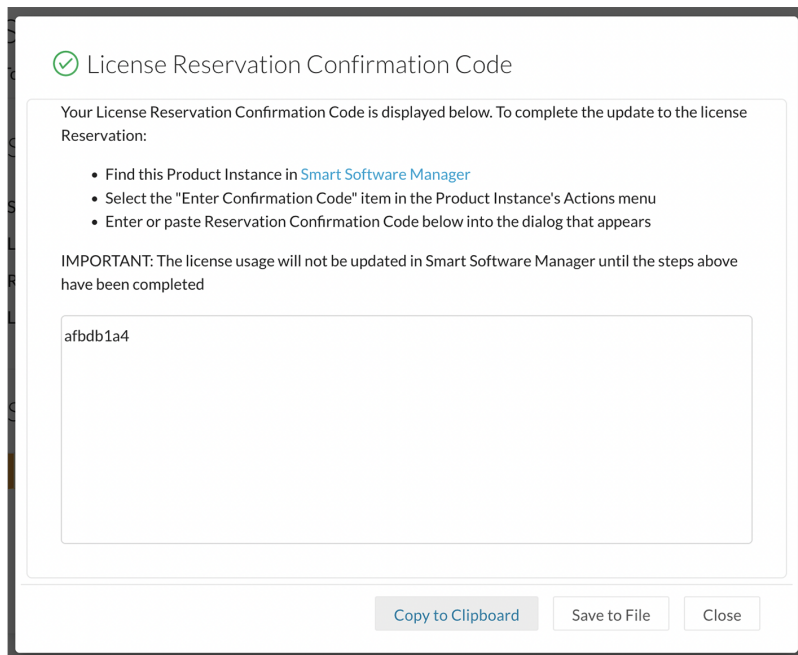 License Reservation Confirmation Code
Your License Reservation Confirmation Code is displayed below. To complete the update to the license
Reservation:
• Find this Product Instance in Smart Software Manager
• Select the "Enter Confirmation Code" item in the Product Instance's Actions menu
• Enter or paste Reservation Confirmation Code below into the dialog that appears
IMPORTANT: The license usage will not be updated in Smart Software Manager until the steps above
have been completed
afbdb1a4
Copy to Clipboard
Save to File
Close